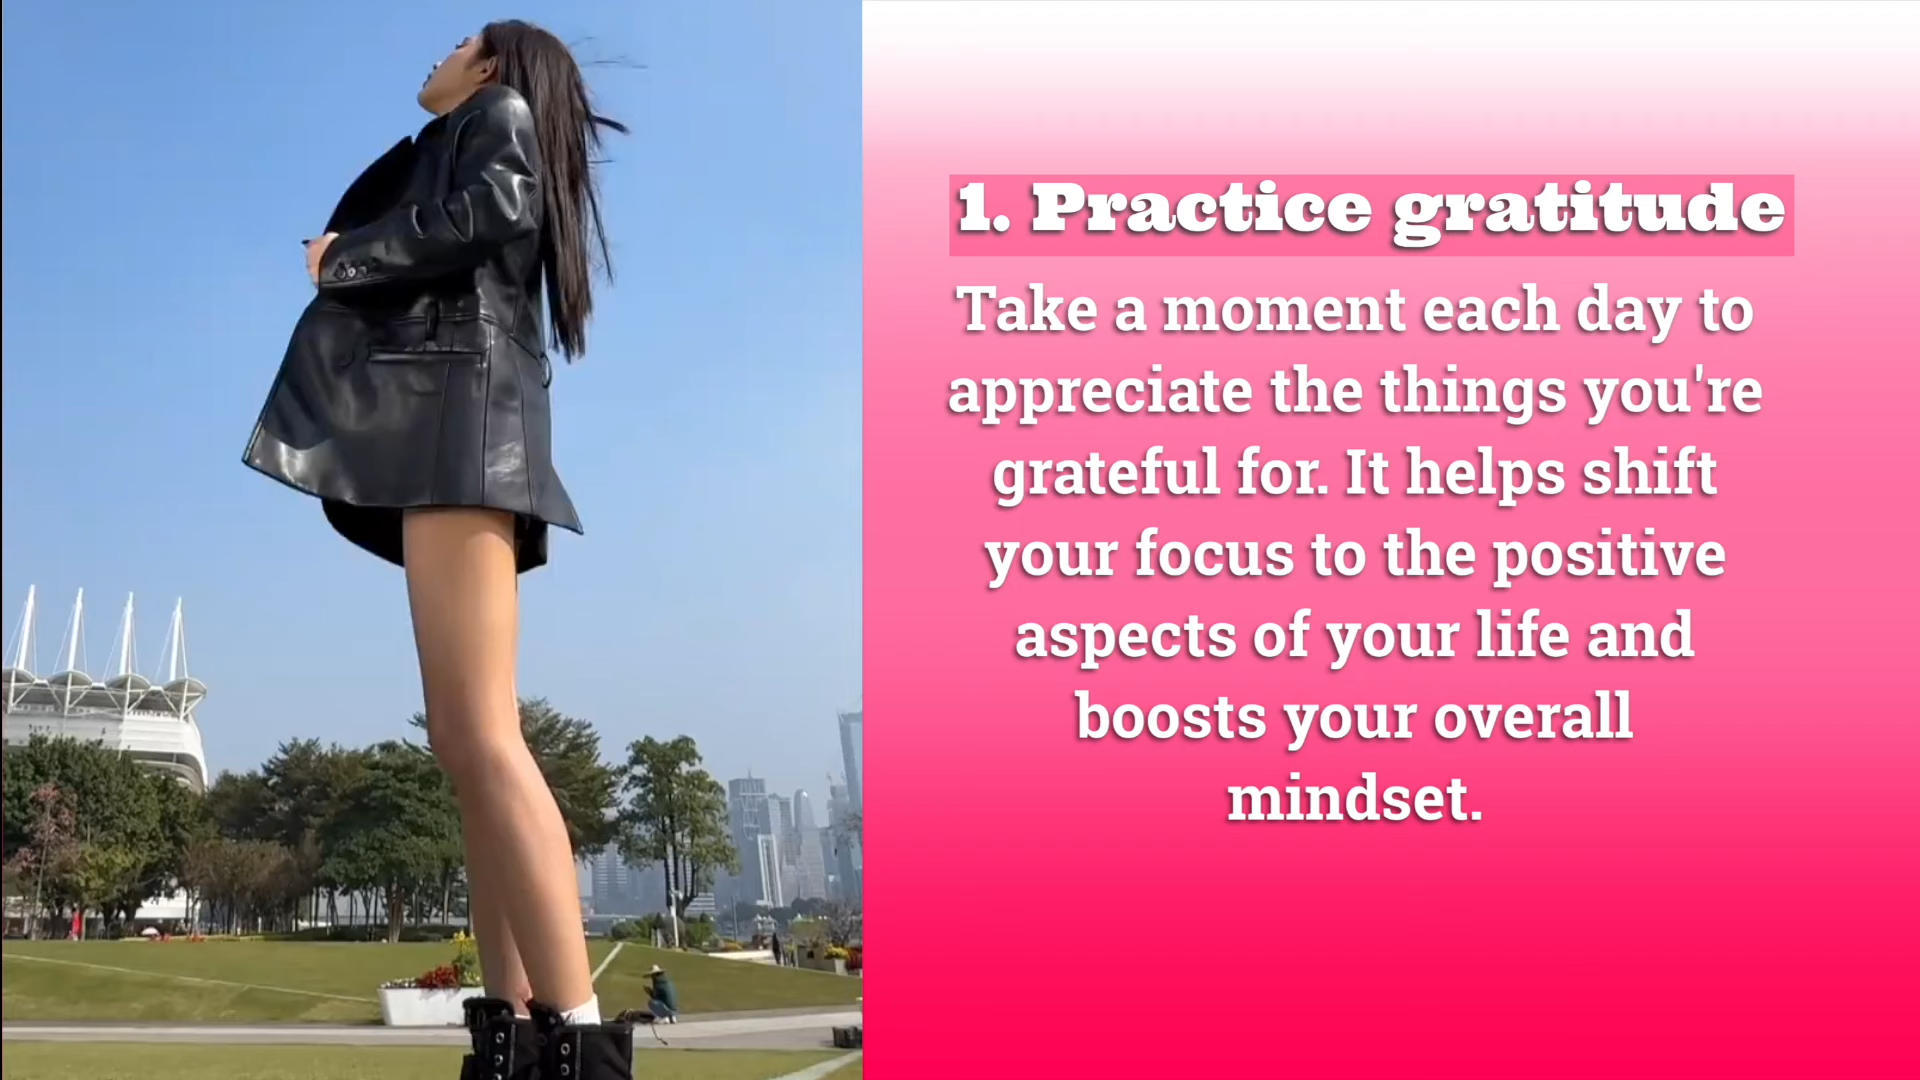 1. Practice gratitude
Take a moment each day to
appreciate the things you're
grateful for. It helps shift
your focus to the positive
aspects of your life and
boosts your overall
mindset.